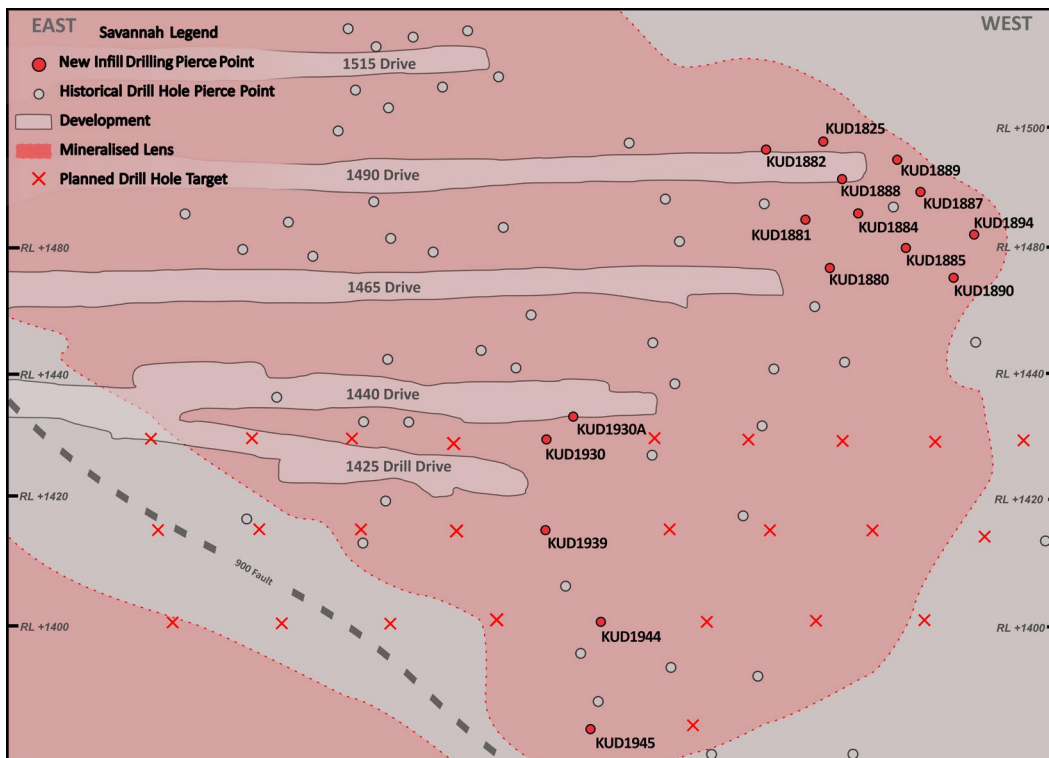 EAST
WEST
Savannah Legend
New Infill Drilling Pierce Point
Historical Drill Hole Pierce Point
Development
Mineralised Lens
Planned Drill Hole Target
1515 Drive
RL +1500
KUD1825
KUD1882
KUD1889
1490 Drive
KUD1888
KUD1887
KUD1884
KUD1894
KUD1881
RL +1480
RL +1480
KUD1885
KUD1880
KUD1890
1465 Drive
RL +1440
RL +1440
1440 Drive
KUD1930A
KUD1930
1425 Drill Drive
RL +1420
RL +1420
KUD1939
900 Fault
RL +1400
RL +1400
KUD1944
KUD1945